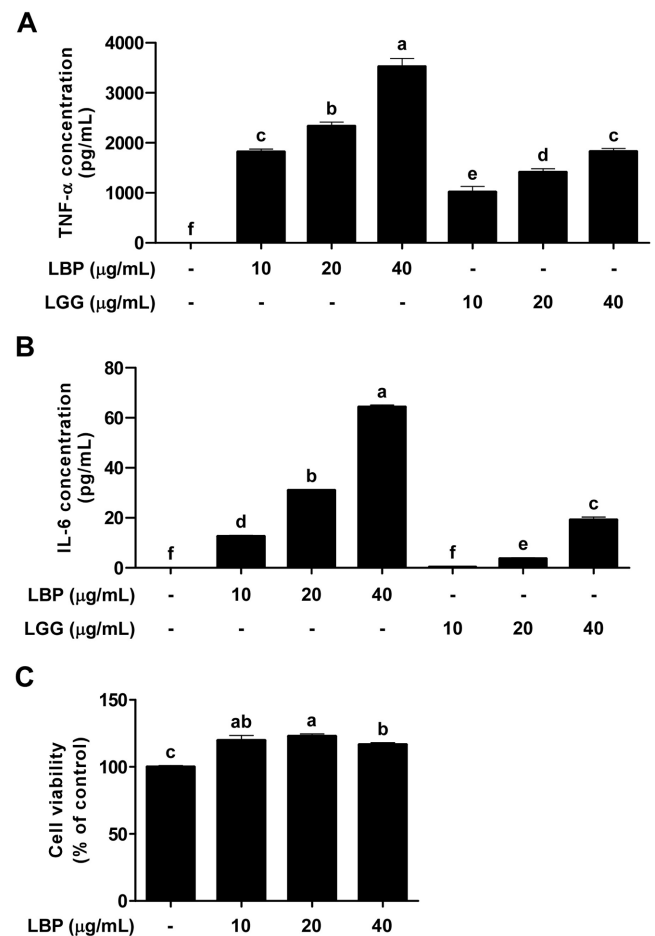 A
TNF-α concentration
(pg/mL)
4000
3000
2000
1000
0
f
c
b
a
e
d
c
LBP (μg/mL) - 10 20 40 - - -
LGG (μg/mL) - - - - 10 20 40
B
IL-6 concentration
(pg/mL)
80
60
40
20
0
f
d
b
a
f
e
c
LBP (μg/mL) - 10 20 40 - - -
LGG (μg/mL) - - - - 10 20 40
C
Cell viability
(% of control)
150
100
50
0
c
ab
a
b
LBP (μg/mL) - 10 20 40